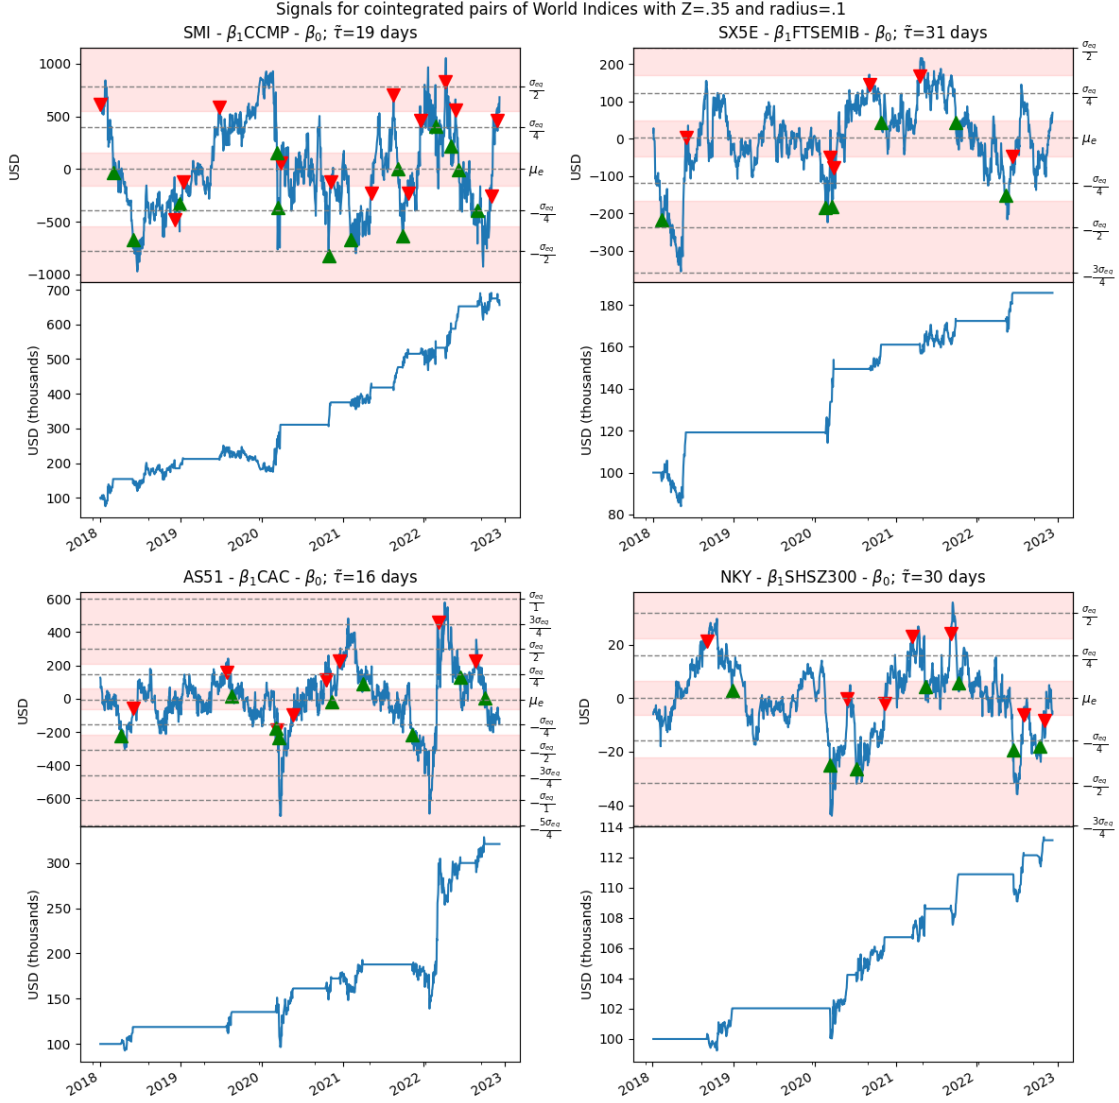 Signals for cointegrated pairs of World Indices with Z=.35 and radius=.1
SMI - β₁CCMP - β₀; τ̃=19 days
1000
500
0
−500
−1000
USD
σeq/2
σeq/4
μe
−σeq/4
−σeq/2
700
600
500
400
300
200
100
USD (thousands)
2018
2019
2020
2021
2022
2023
SX5E - β₁FTSEMIB - β₀; τ̃=31 days
200
100
0
−100
−200
−300
USD
σeq/2
σeq/4
μe
−σeq/4
−σeq/2
−3σeq/4
180
160
140
120
100
80
USD (thousands)
2018
2019
2020
2021
2022
2023
AS51 - β₁CAC - β₀; τ̃=16 days
600
400
200
0
−200
−400
−600
USD
σeq/1
3σeq/4
σeq/2
σeq/4
μe
−σeq/4
−σeq/2
−3σeq/4
−σeq/1
−5σeq/4
300
250
200
150
100
USD (thousands)
2018
2019
2020
2021
2022
2023
NKY - β₁SHSZ300 - β₀; τ̃=30 days
20
0
−20
−40
USD
σeq/2
σeq/4
μe
−σeq/4
−σeq/2
−3σeq/4
114
112
110
108
106
104
102
100
USD (thousands)
2018
2019
2020
2021
2022
2023